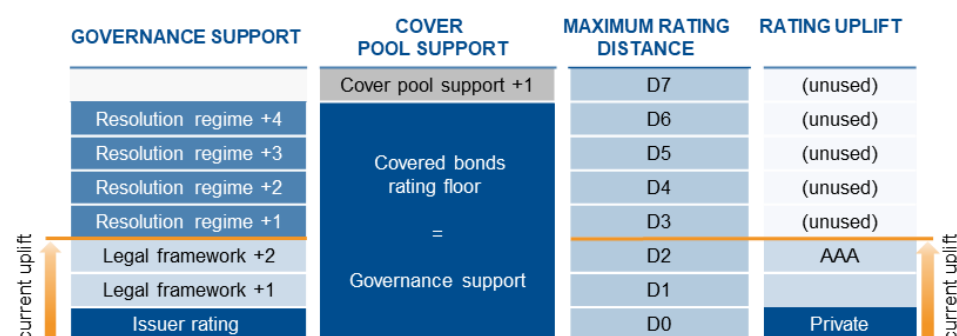 GOVERNANCE SUPPORT
COVER
POOL SUPPORT
MAXIMUM RATING
DISTANCE
RATING UPLIFT
Cover pool support +1
D7
(unused)
Resolution regime +4
D6
(unused)
Resolution regime +3
D5
(unused)
Resolution regime +2
D4
(unused)
Resolution regime +1
D3
(unused)
Covered bonds
rating floor
=
Governance support
Legal framework +2
D2
AAA
Legal framework +1
D1
Issuer rating
D0
Private
current uplift
current uplift